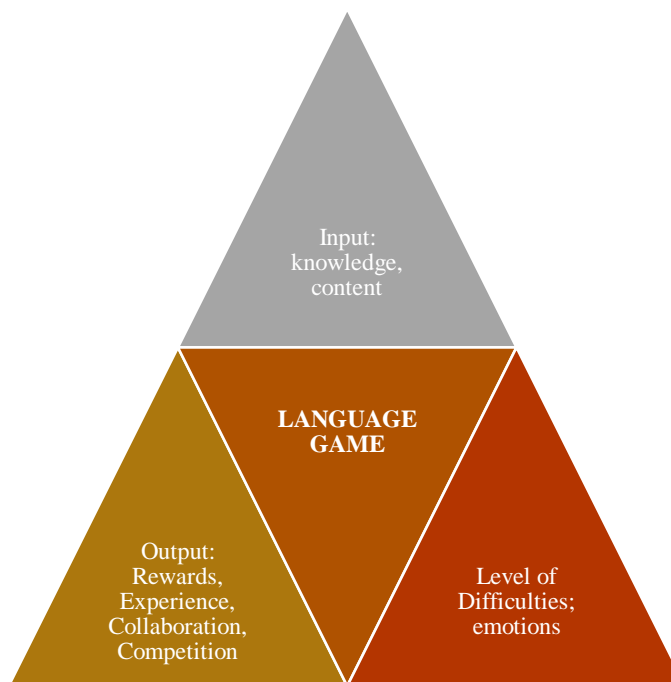 Input:
knowledge,
content
LANGUAGE
GAME
Output:
Rewards,
Experience,
Collaboration,
Competition
Level of
Difficulties;
emotions